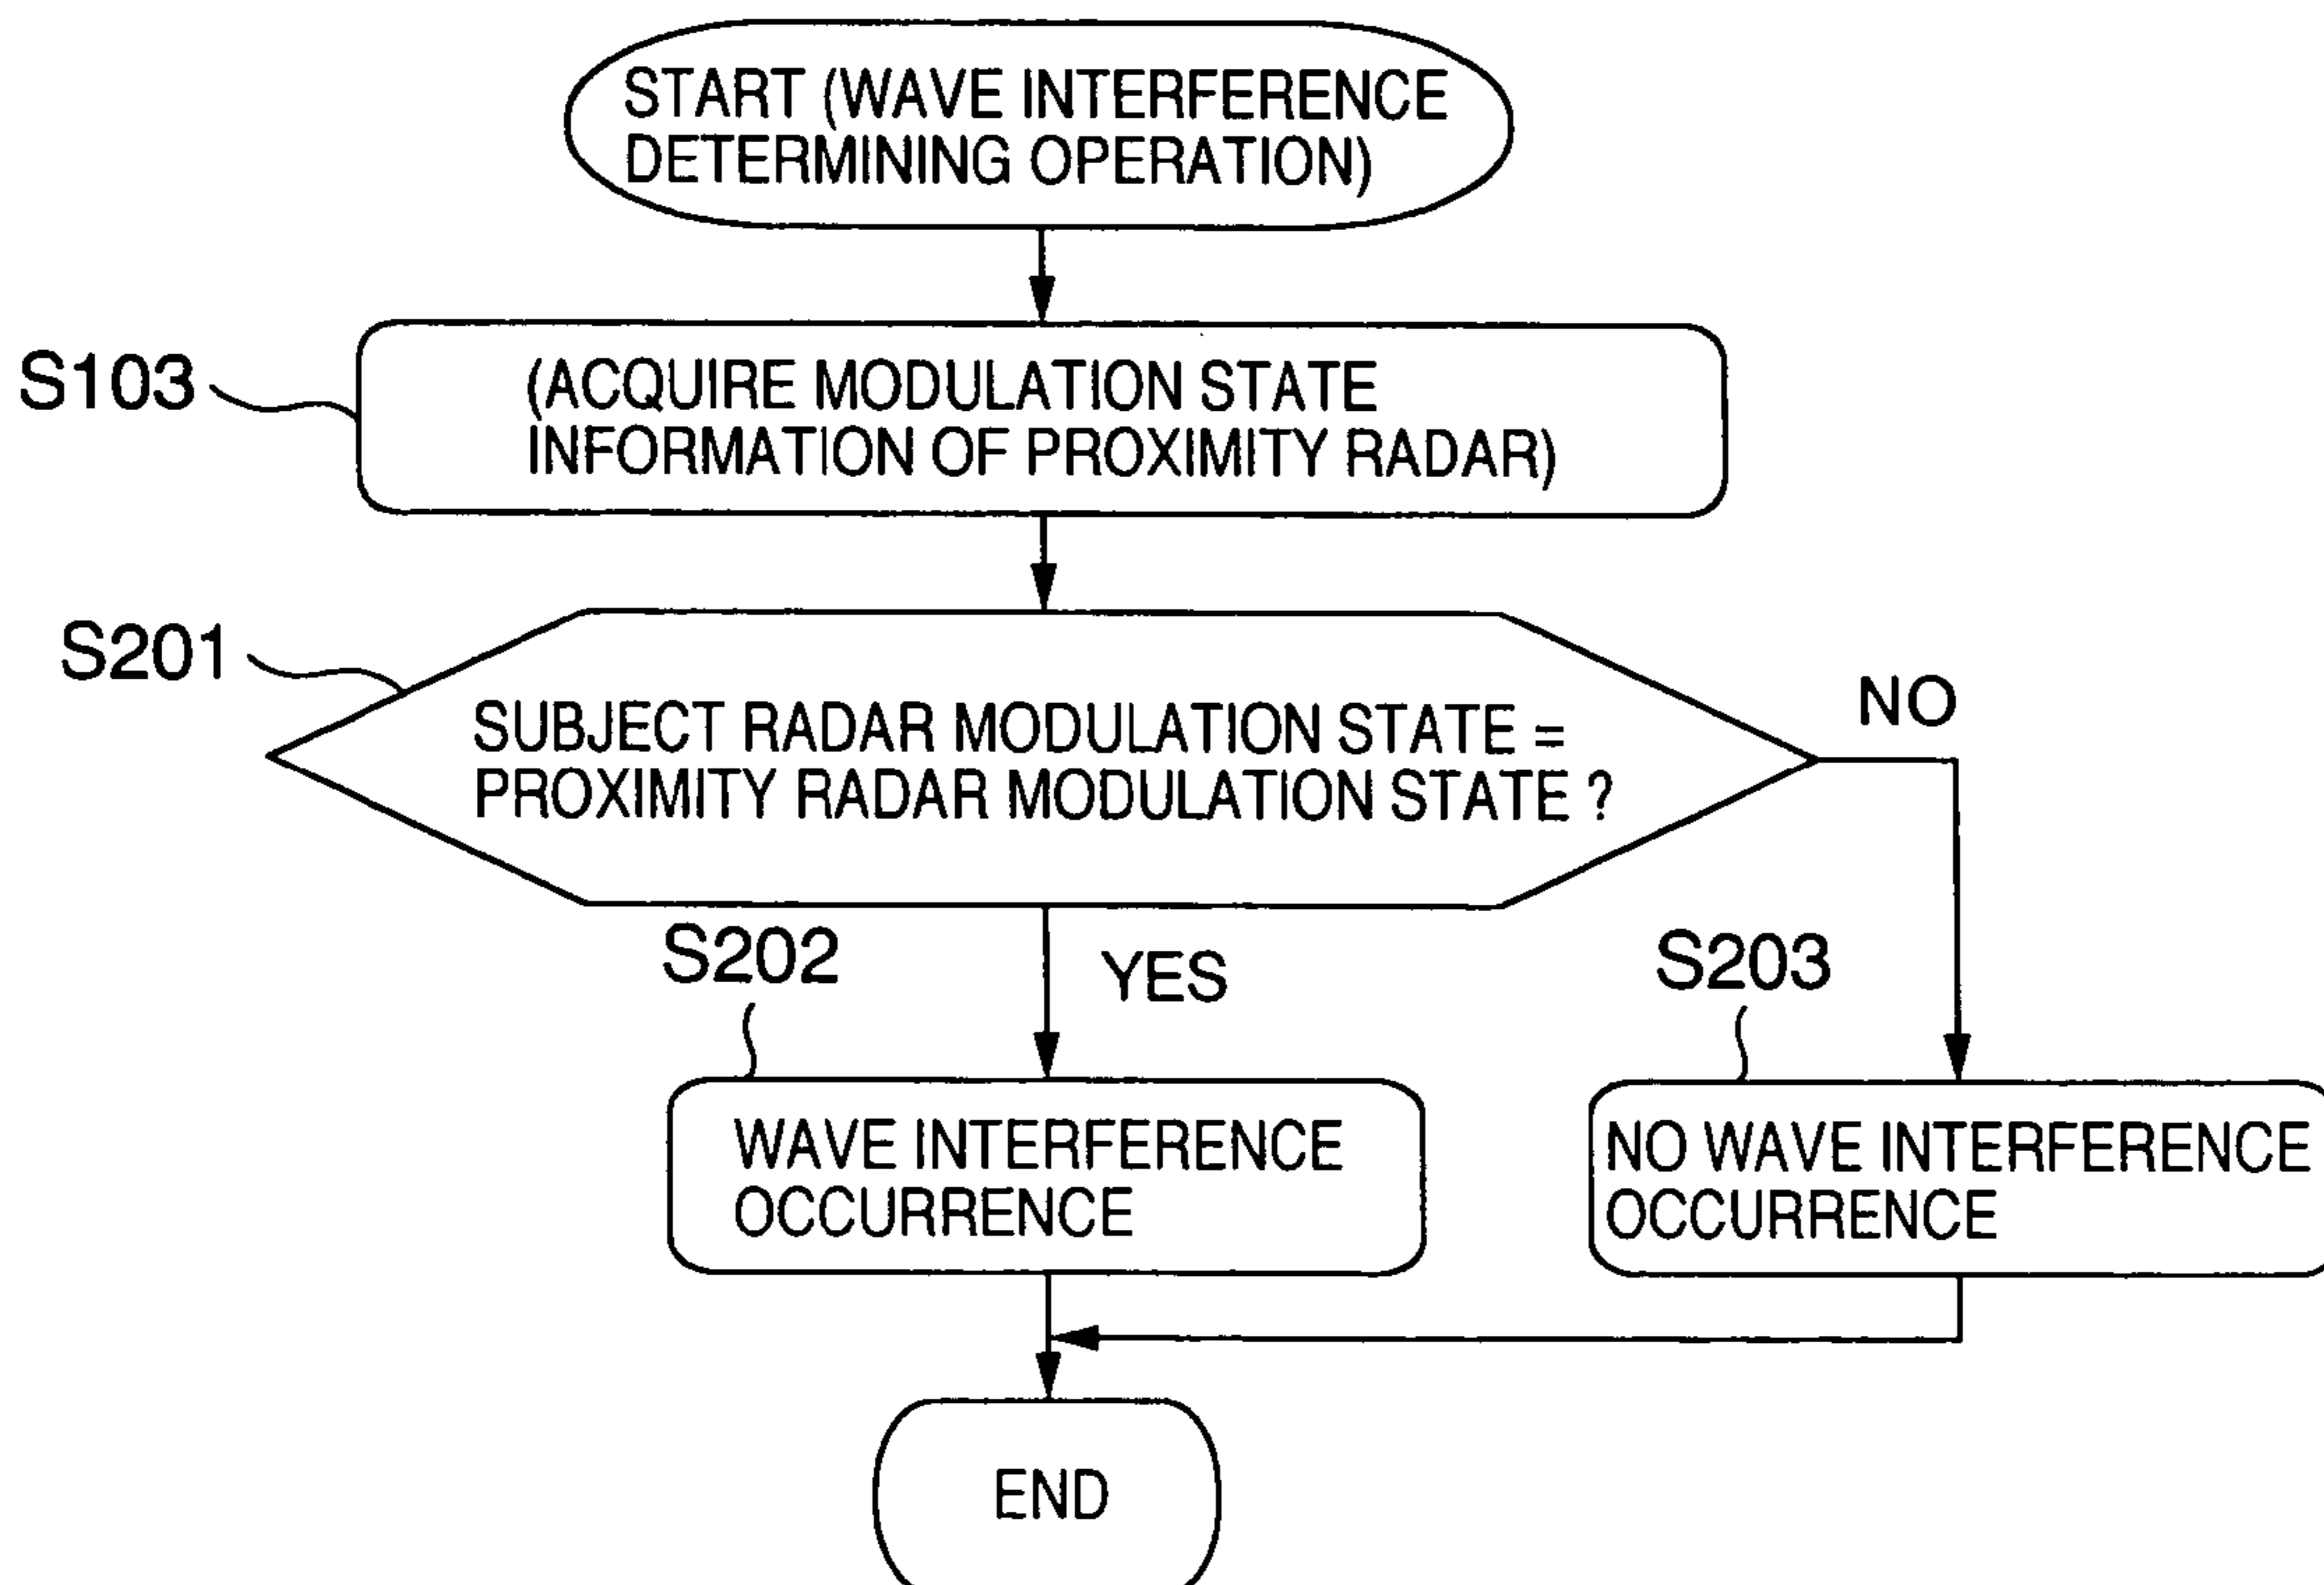 START (WAVE INTERFERENCE
DETERMINING OPERATION)
S103
(ACQUIRE MODULATION STATE
INFORMATION OF PROXIMITY RADAR)
S201
SUBJECT RADAR MODULATION STATE =
PROXIMITY RADAR MODULATION STATE ?
NO
S202
YES
S203
WAVE INTERFERENCE
OCCURRENCE
NO WAVE INTERFERENCE
OCCURRENCE
END